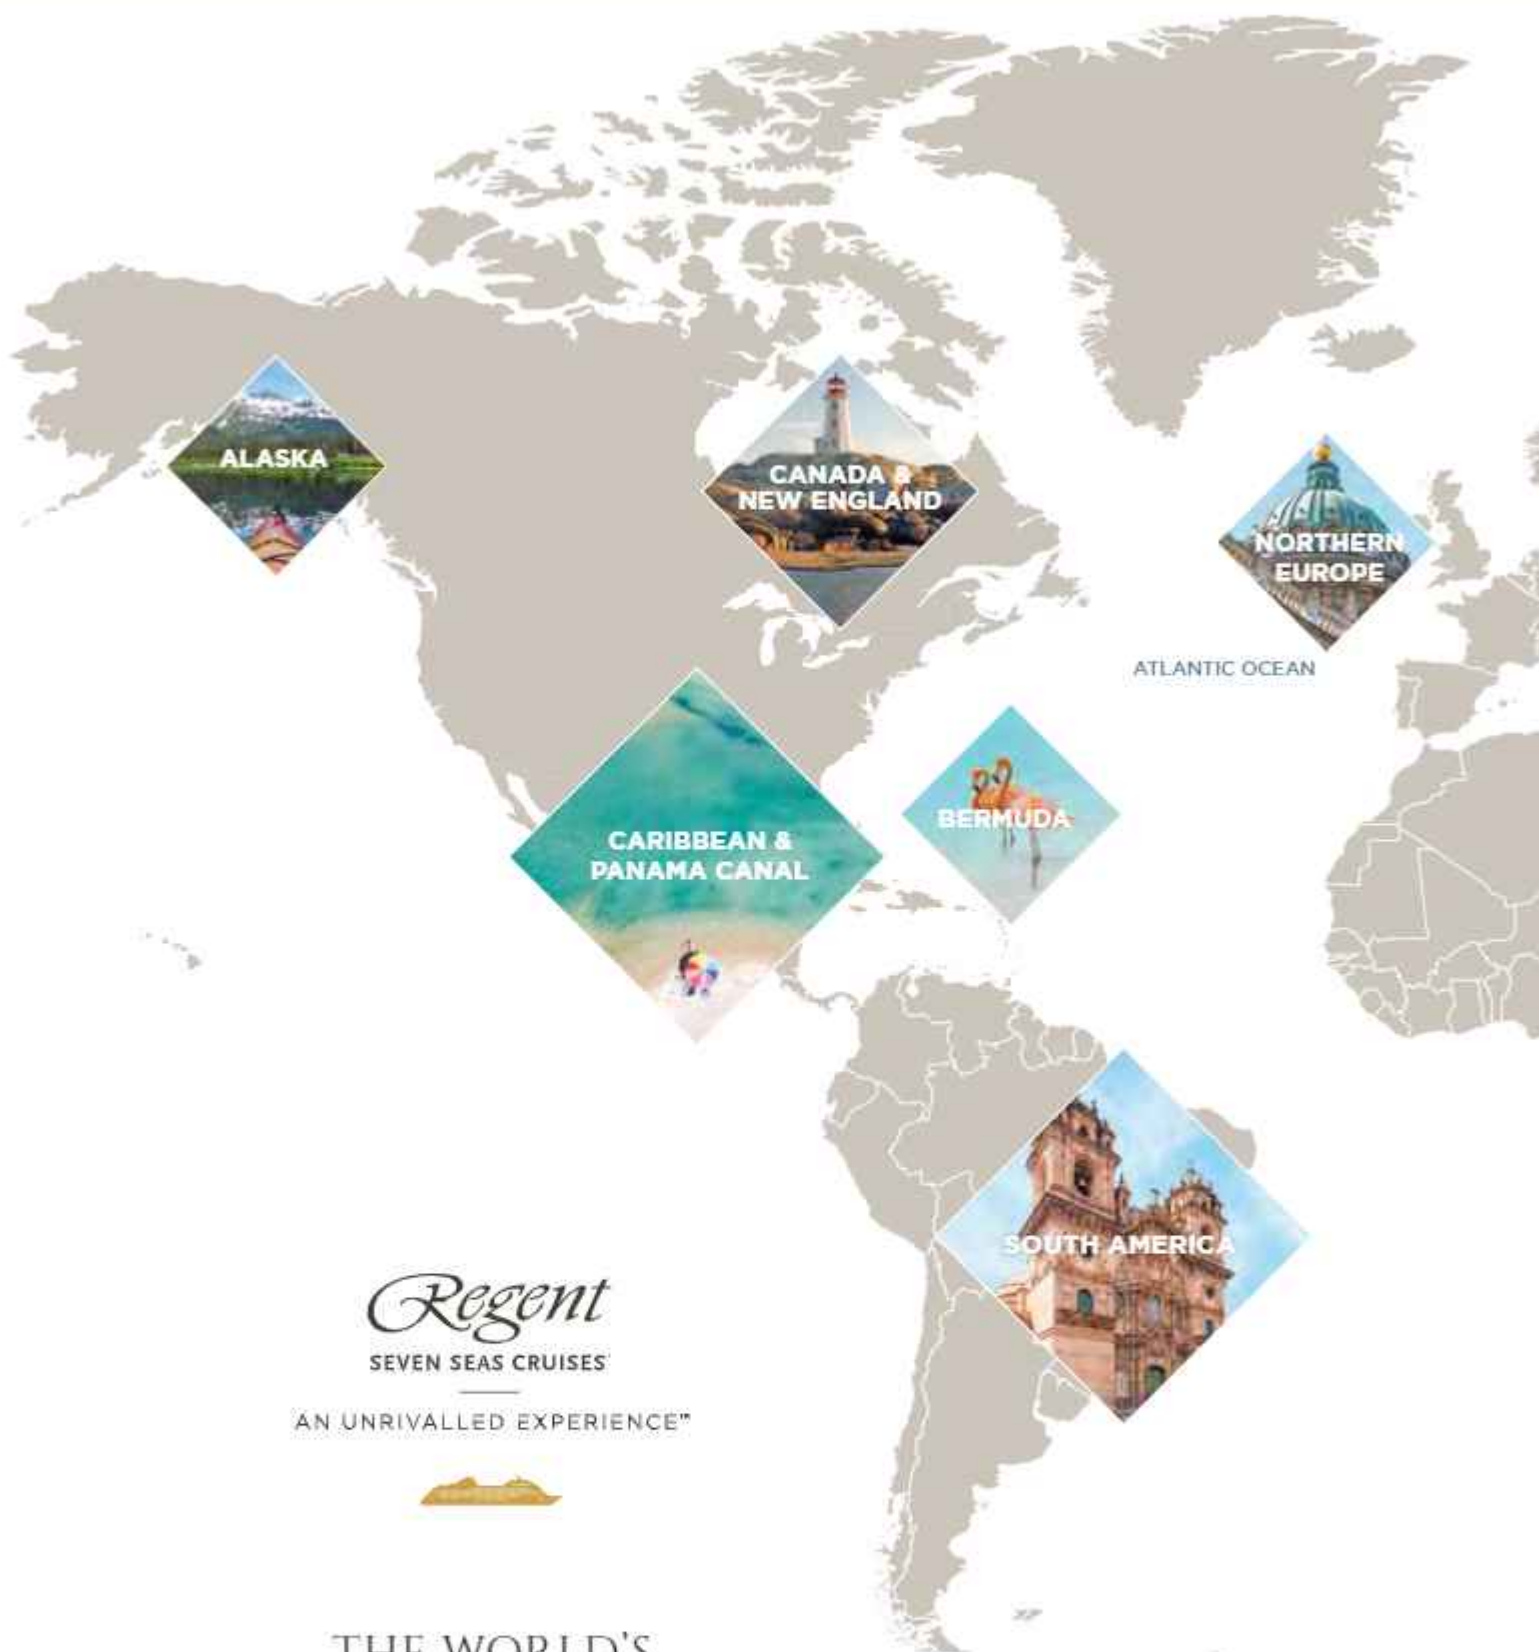 ALASKA
CANADA &
NEW ENGLAND
NORTHERN
EUROPE
ATLANTIC OCEAN
BERMUDA
CARIBBEAN &
PANAMA CANAL
SOUTH AMERICA
Regent
SEVEN SEAS CRUISES
AN UNRIVALLED EXPERIENCE™
THE WORLD'S